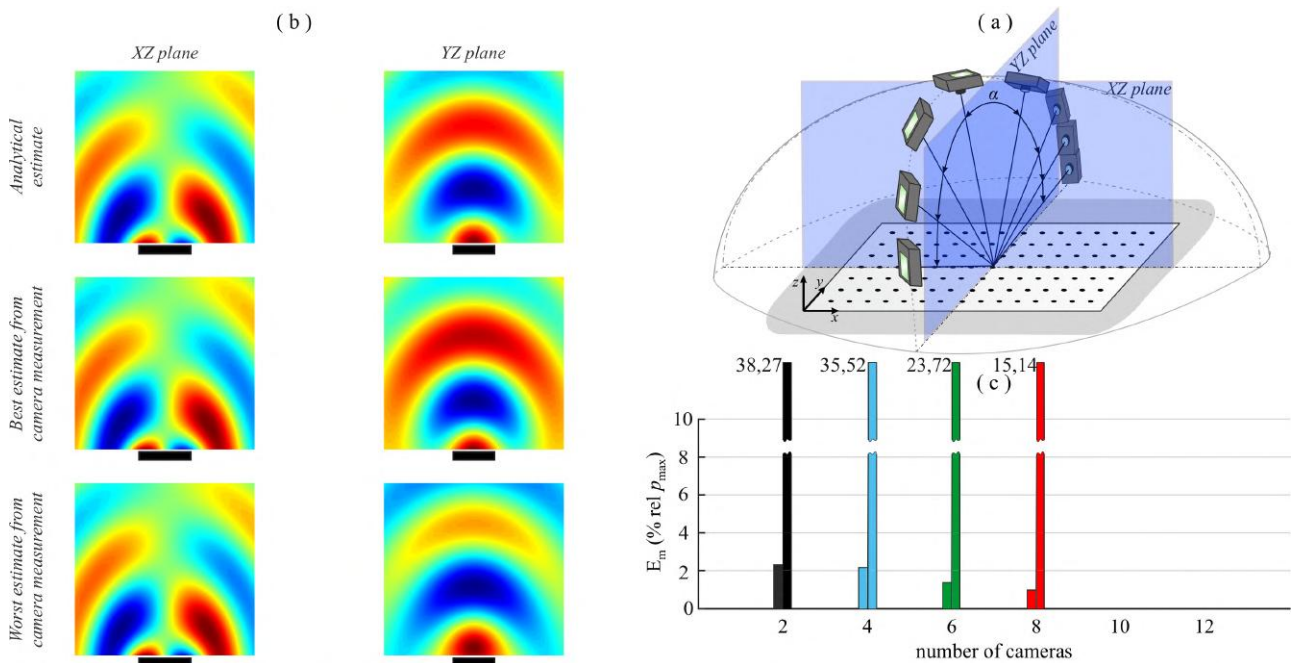 ( b )
XZ plane
YZ plane
Analytical
estimate
Best estimate from
camera measurement
Worst estimate from
camera measurement
( a )
YZ plane
XZ plane
α
z
y
x
38,27
35,52
23,72
15,14
( c )
10
8
6
4
2
0
E_m (% rel p_max)
2
4
6
8
10
12
number of cameras